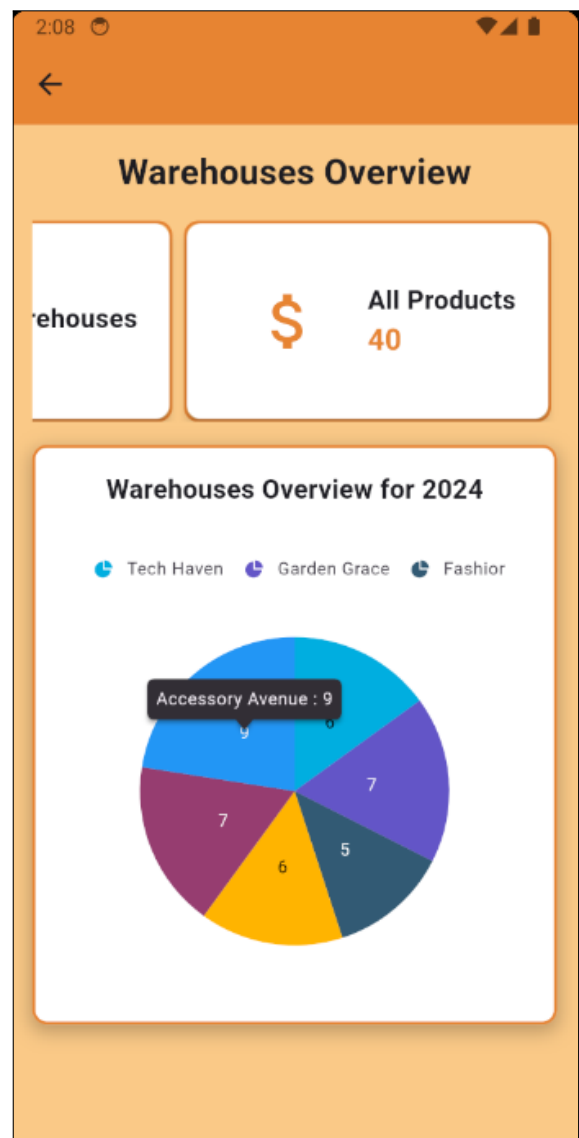 2:08
Warehouses Overview
rehouses
$
All Products
40
Warehouses Overview for 2024
Tech Haven Garden Grace Fashior
Accessory Avenue : 9
6
9
7
7
5
6